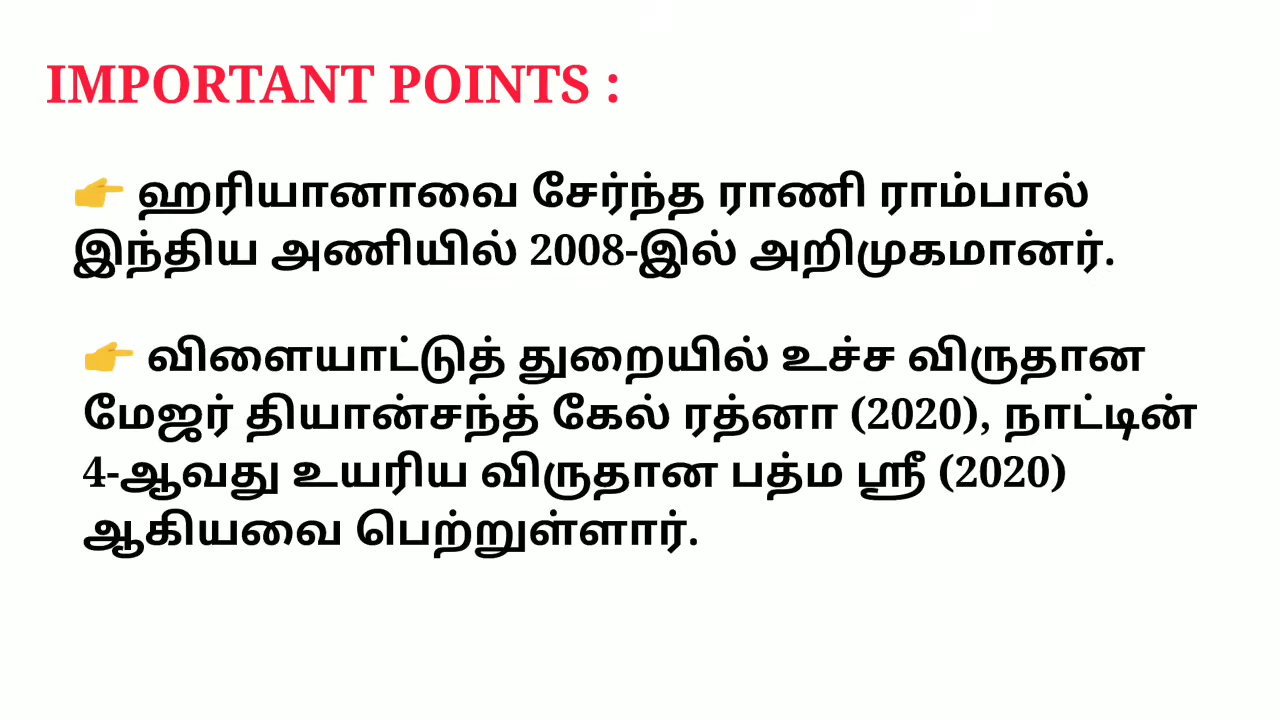 IMPORTANT POINTS :
👉 ஹரியானாவை சேர்ந்த ராணி ராம்பால்
இந்திய அணியில் 2008-இல் அறிமுகமானர்.
👉 விளையாட்டுத் துறையில் உச்ச விருதான
மேஜர் தியான்சந்த் கேல் ரத்னா (2020), நாட்டின்
4-ஆவது உயரிய விருதான பத்ம ஸ்ரீ (2020)
ஆகியவை பெற்றுள்ளார்.